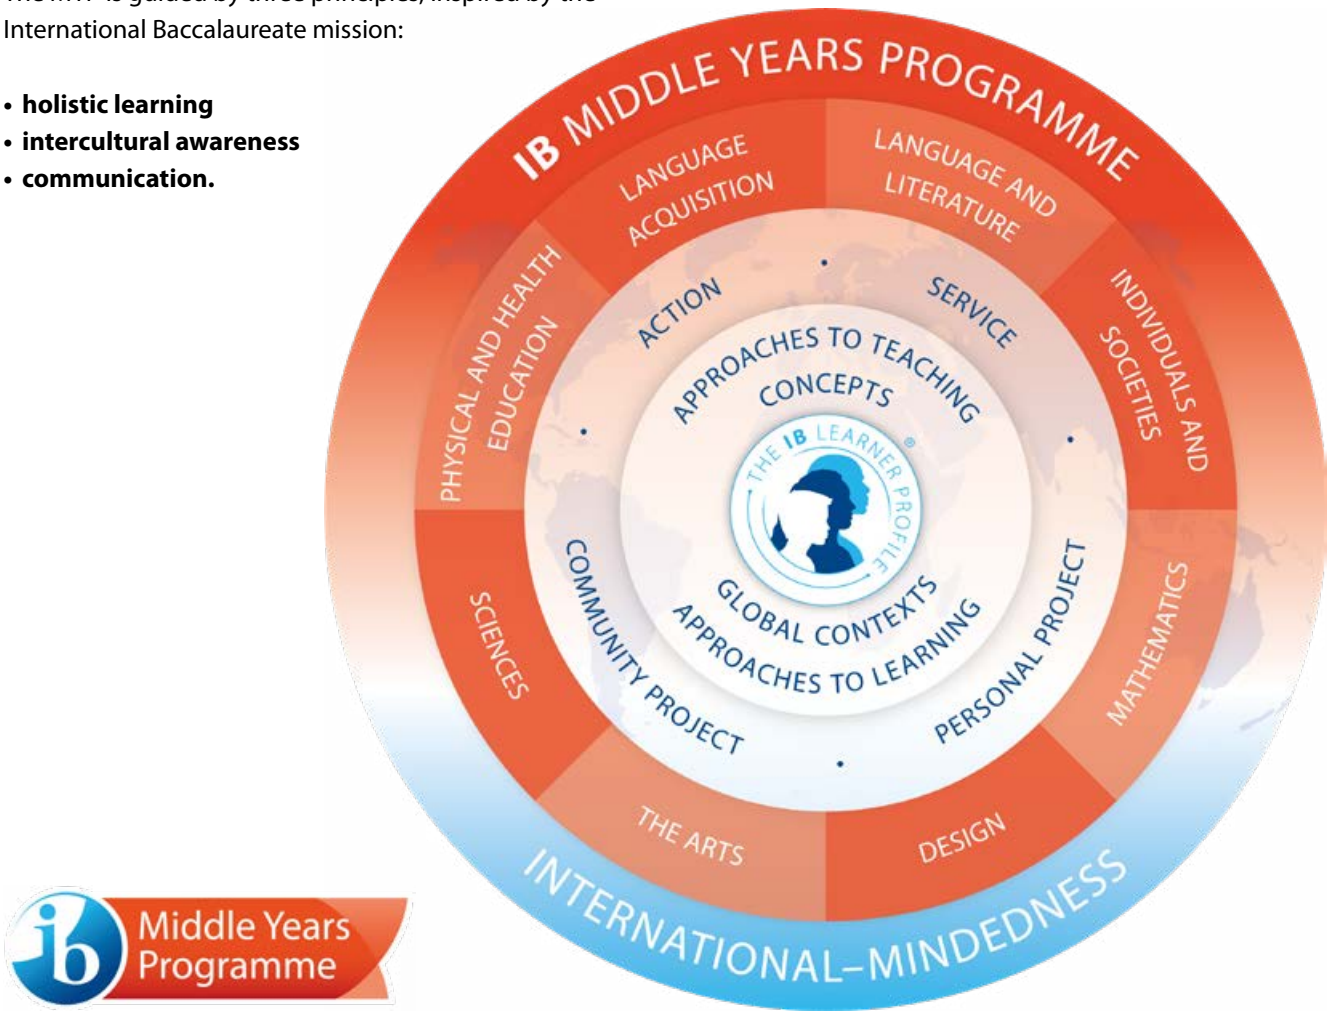 International Baccalaureate mission:
• holistic learning
• intercultural awareness
• communication.
IB MIDDLE YEARS PROGRAMME
LANGUAGE
ACQUISITION
LANGUAGE AND
LITERATURE
PHYSICAL AND HEALTH
EDUCATION
INDIVIDUALS AND
SOCIETIES
ACTION
SERVICE
APPROACHES TO TEACHING
CONCEPTS
THE IB LEARNER PROFILE
®
GLOBAL CONTEXTS
APPROACHES TO LEARNING
COMMUNITY PROJECT
PERSONAL PROJECT
SCIENCES
MATHEMATICS
THE ARTS
DESIGN
INTERNATIONAL–MINDEDNESS
ib
Middle Years
Programme